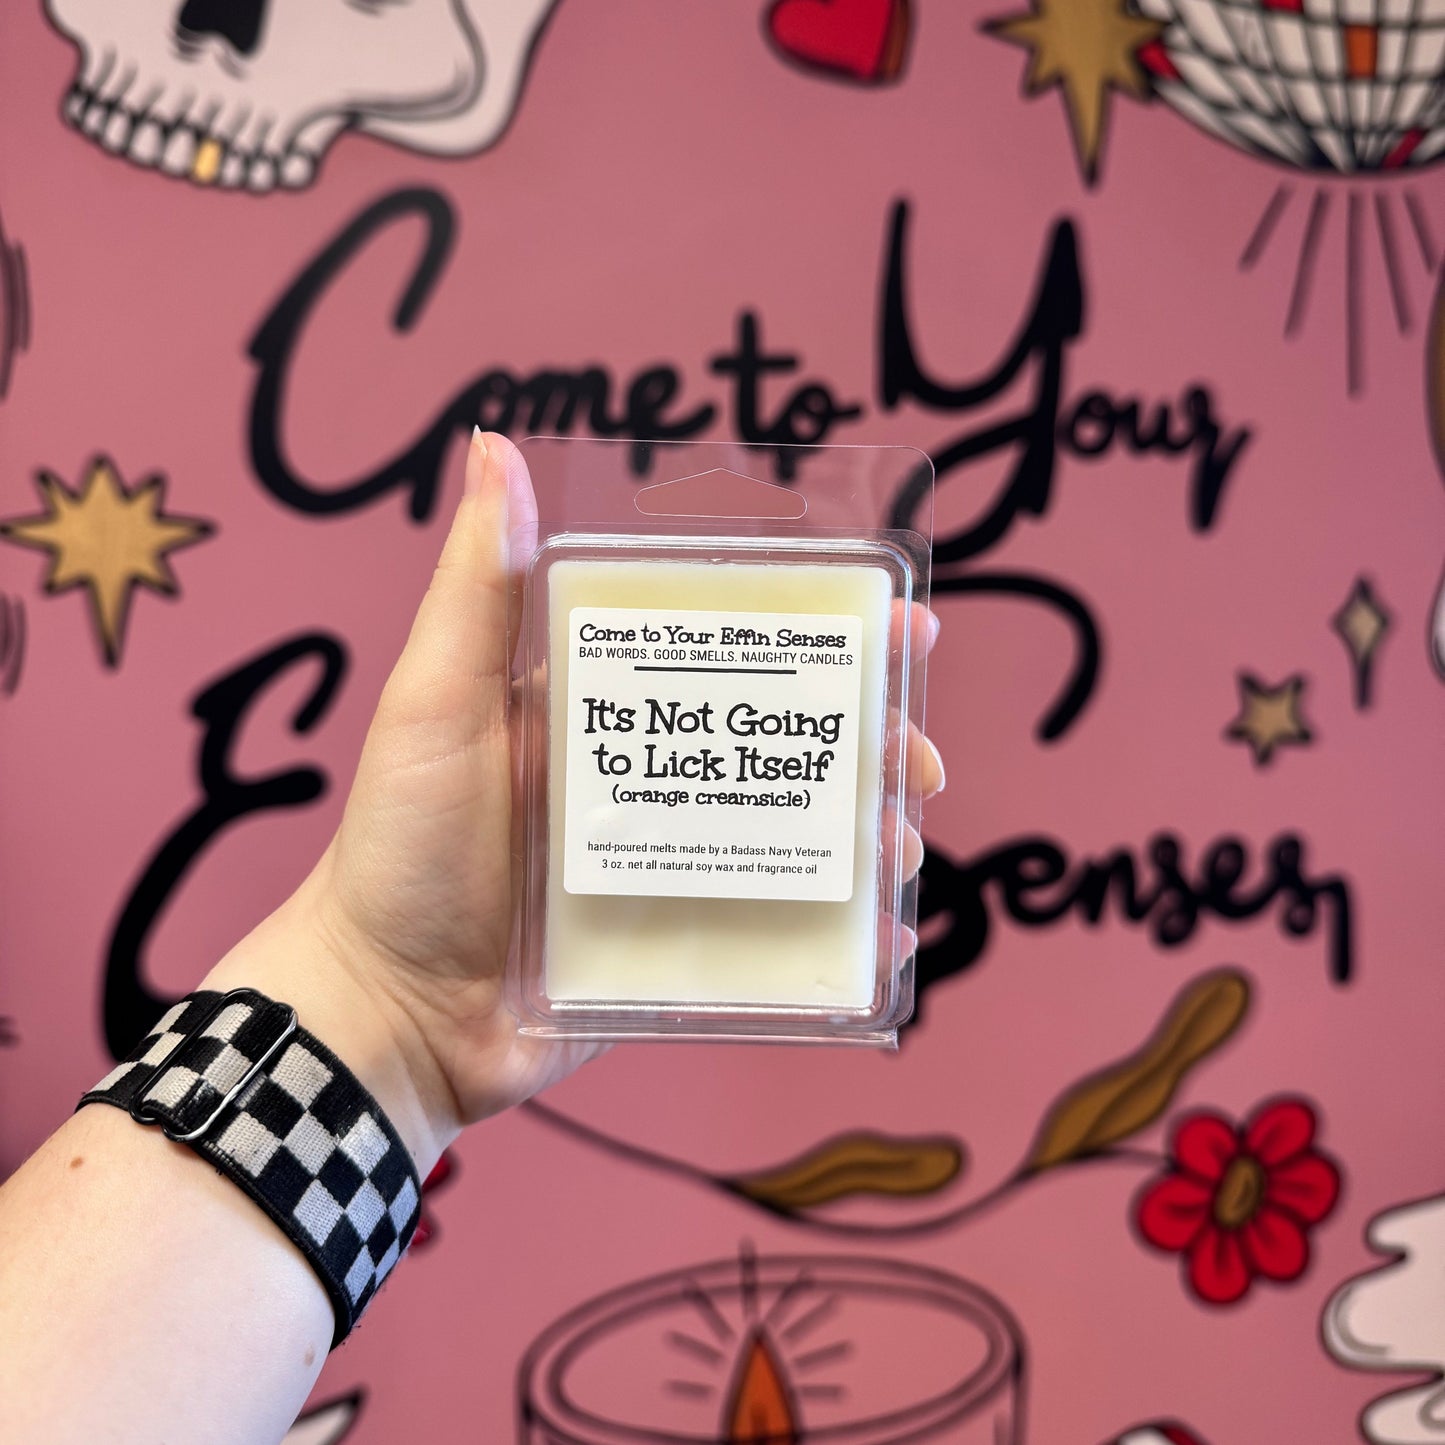 Come to Your
E Senses
Come to Your Effin Senses
BAD WORDS. GOOD SMELLS. NAUGHTY CANDLES
It's Not Going
to Lick Itself
(orange creamsicle)
hand-poured melts made by a Badass Navy Veteran
3 oz. net all natural soy wax and fragrance oil